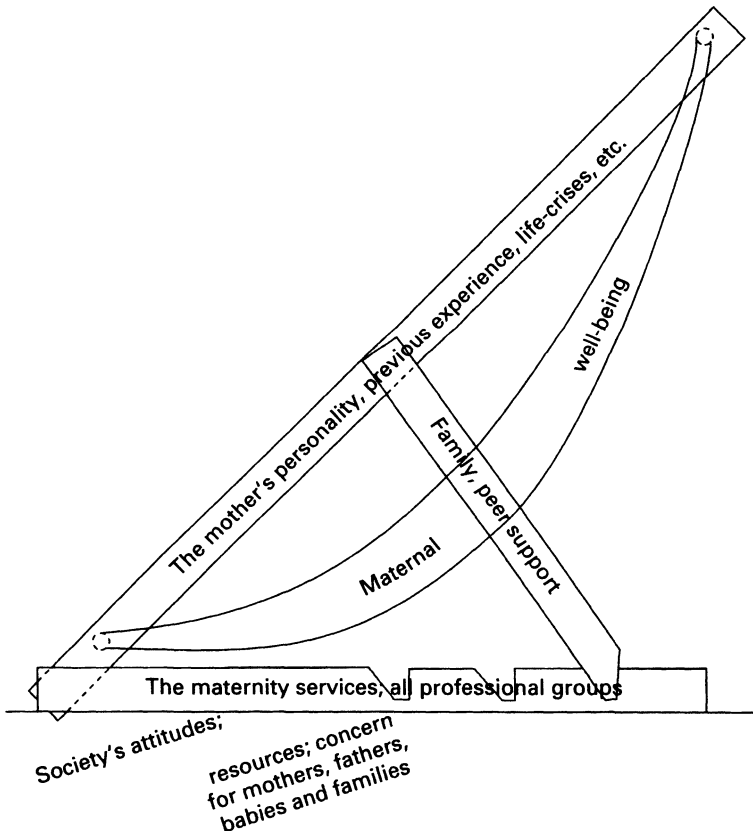 The mother's personality, previous experience, life-crises, etc.
well-being
Family, peer support
Maternal
The maternity services; all professional groups
Society's attitudes;
resources; concern
for mothers, fathers,
babies and families